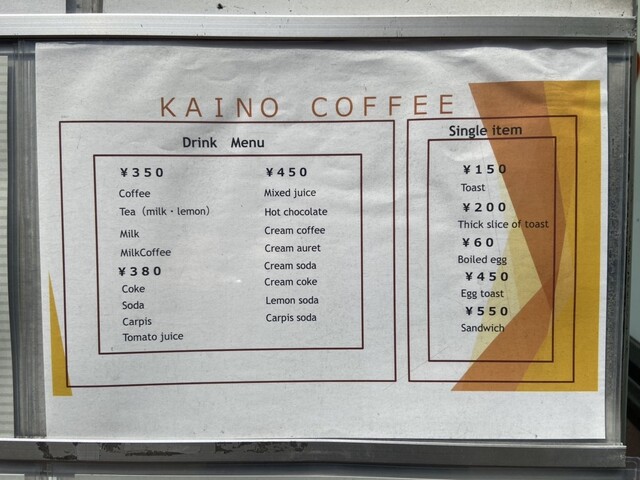 KAINO COFFEE
Drink Menu
¥350
Coffee
Tea（milk・lemon）
Milk
MilkCoffee
¥380
Coke
Soda
Carpis
Tomato juice
¥450
Mixed juice
Hot chocolate
Cream coffee
Cream auret
Cream soda
Cream coke
Lemon soda
Carpis soda
Single item
¥150
Toast
¥200
Thick slice of toast
¥60
Boiled egg
¥450
Egg toast
¥550
Sandwich